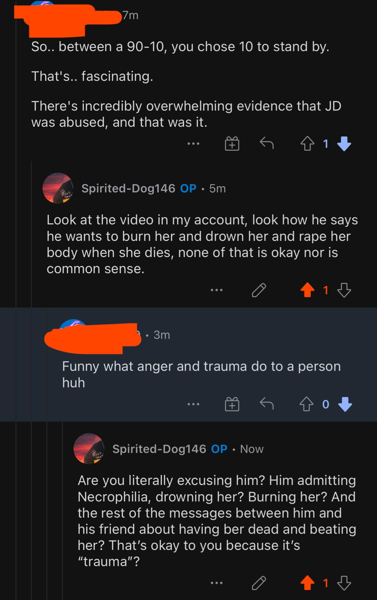 7m
So.. between a 90-10, you chose 10 to stand by.
That's.. fascinating.
There's incredibly overwhelming evidence that JD
was abused, and that was it.
1
Spirited-Dog146 OP • 5m
Look at the video in my account, look how he says
he wants to burn her and drown her and rape her
body when she dies, none of that is okay nor is
common sense.
1
• 3m
Funny what anger and trauma do to a person
huh
0
Spirited-Dog146 OP • Now
Are you literally excusing him? Him admitting
Necrophilia, drowning her? Burning her? And
the rest of the messages between him and
his friend about having ber dead and beating
her? That's okay to you because it's
“trauma”?
1